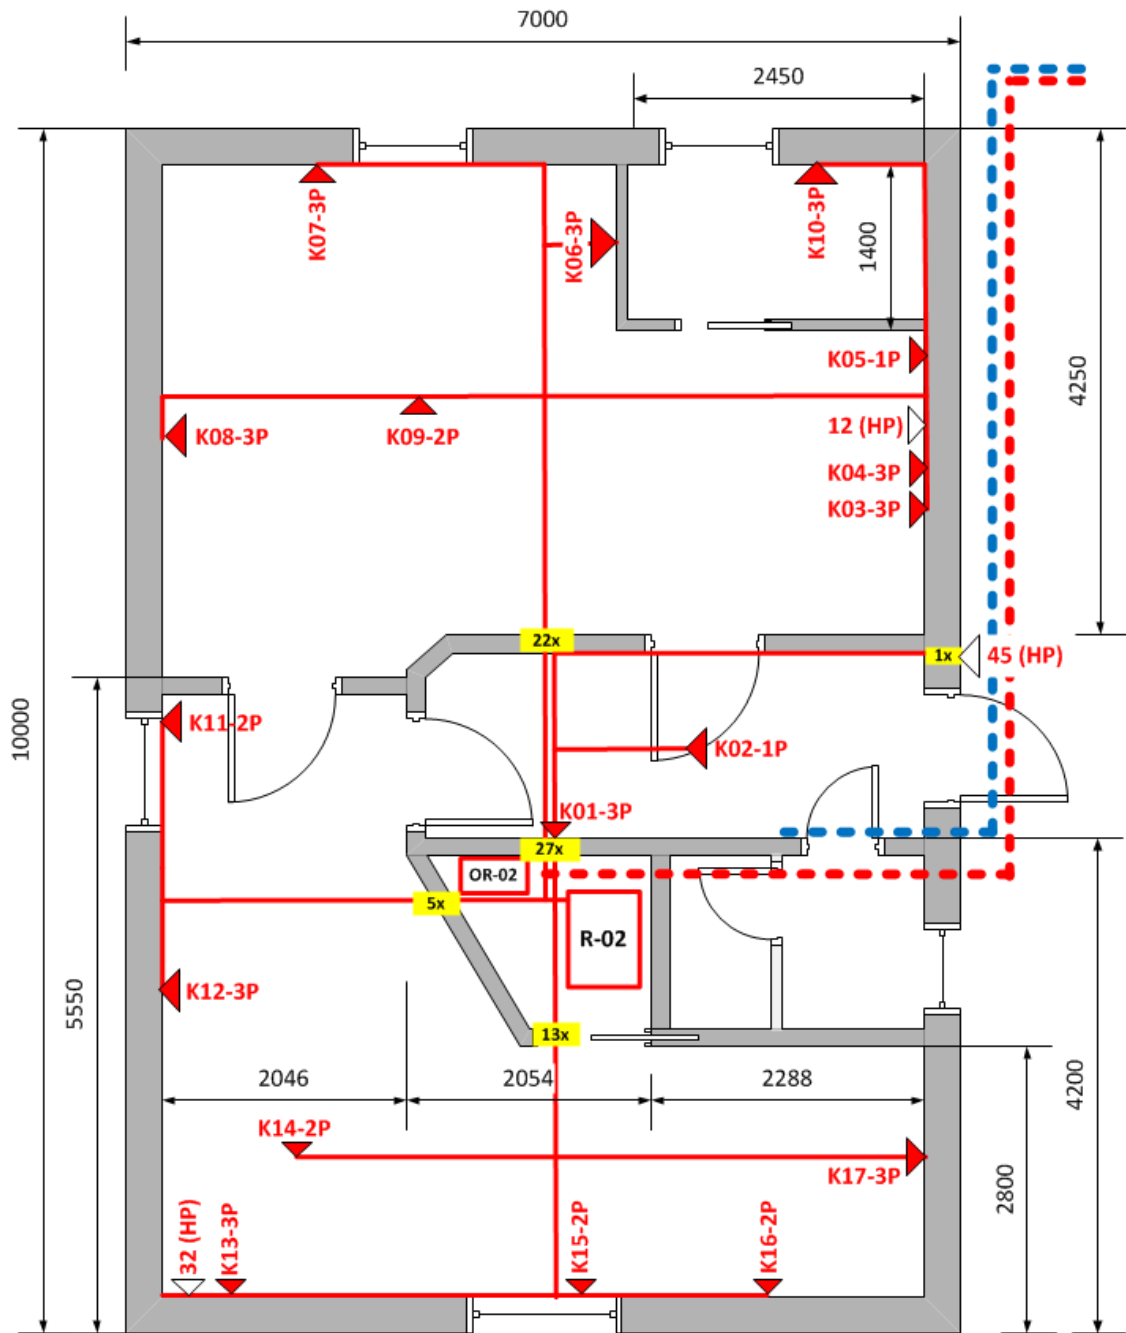 7000
2450
K07-3P
K06-3P
K10-3P
1400
4250
K05-1P
12 (HP)
K08-3P
K09-2P
K04-3P
K03-3P
22x
1x
45 (HP)
10000
K11-2P
K02-1P
K01-3P
27x
OR-02
5x
R-02
K12-3P
5550
13x
2046
2054
2288
4200
K14-2P
K17-3P
2800
32 (HP)
K13-3P
K15-2P
K16-2P